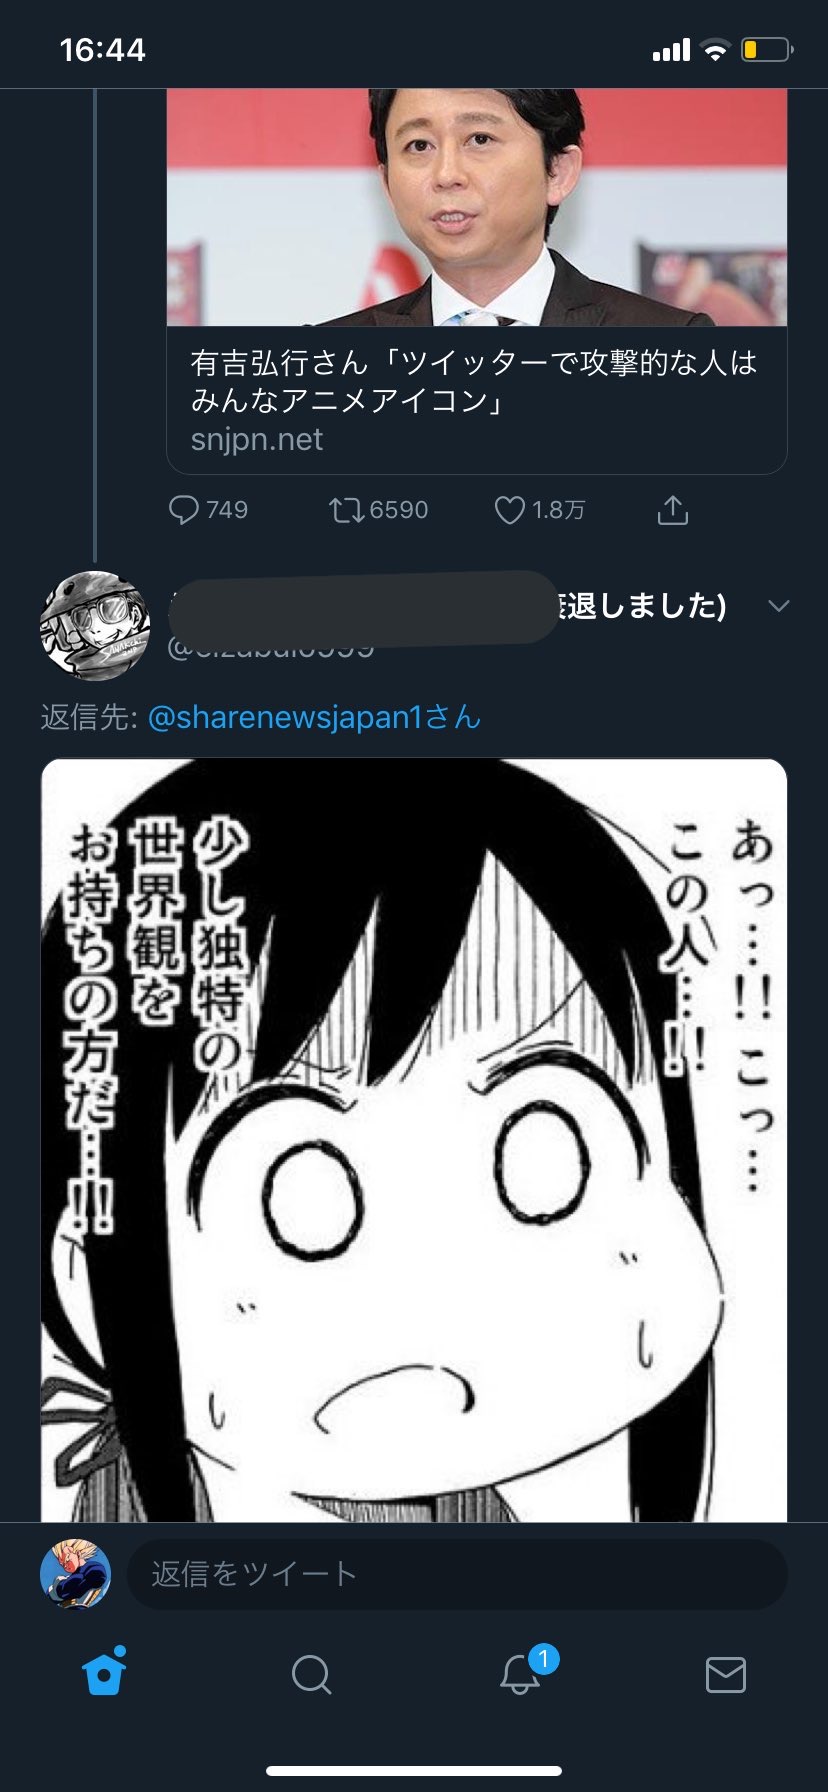 16:44
有吉弘行さん「ツイッターで攻撃的な人は
みんなアニメアイコン」
snjpn.net
749
6590
1.8万
退しました)
返信先: @sharenewsjapan1さん
あっ…!! こっ…
この人…!!
少し独特の
世界観を
お持ちの方だ…!!
返信をツイート
1